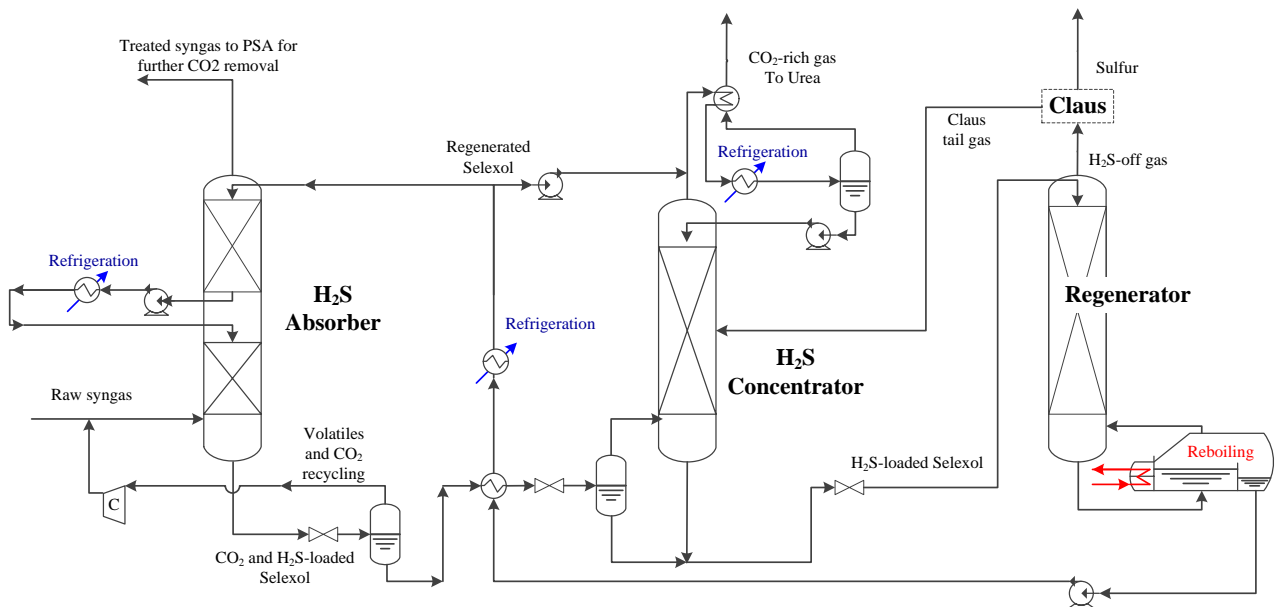 Treated syngas to PSA for
further CO2 removal
CO₂-rich gas
To Urea
Sulfur
Claus
Claus
tail gas
Regenerated
Selexol
Refrigeration
H₂S-off gas
Refrigeration
H₂S
Absorber
Regenerator
Refrigeration
H₂S
Concentrator
Raw syngas
Volatiles
and CO₂
recycling
H₂S-loaded Selexol
Reboiling
C
CO₂ and H₂S-loaded
Selexol